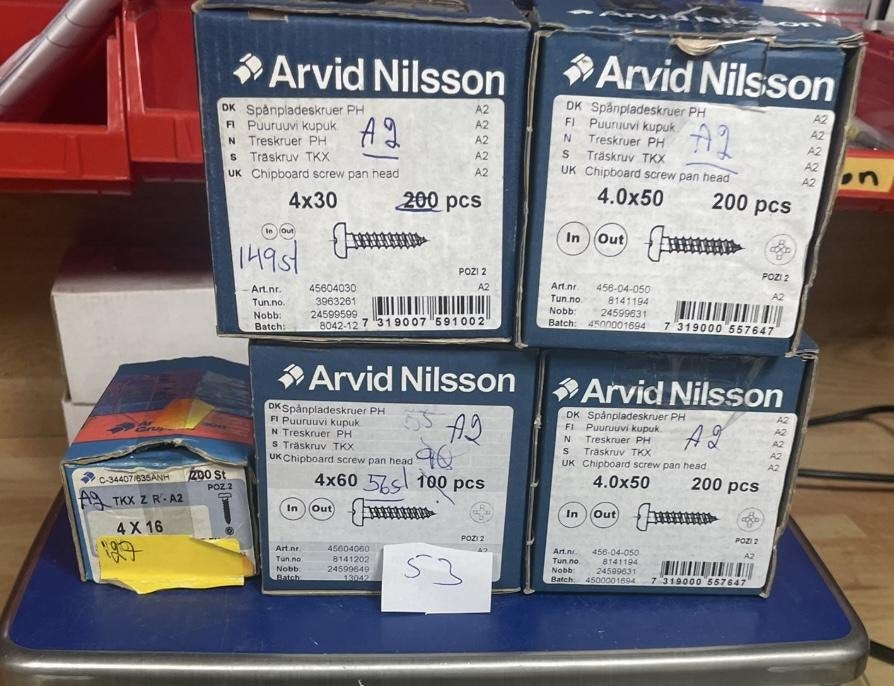 Arvid Nilsson
DK Spånpladeskruer PH A2
FI Puuruuvi kupuk A2
N Treskruer PH A2
S Träskruv TKX A2
UK Chipboard screw pan head A2
A2
4x30 200 pcs
In Out
149st
POZI 2
Art.nr. 45604030 A2
Tun.no. 3963261
Nobb: 24599599
Batch: 8042-12
7 319007 591002
Arvid Nilsson
DK Spånpladeskruer PH A2
FI Puuruuvi kupuk A2
N Treskruer PH A2
S Träskruv TKX A2
UK Chipboard screw pan head A2
A2
4.0x50 200 pcs
In Out
POZI 2
Art.nr. 456-04-050 A2
Tun.no. 8141194
Nobb: 24599631
Batch: 4500001694
7 319000 557647
on
C-34407/635ANH 200 St
POZ.2
A2 TKX Z R - A2
4 X 16
Arvid Nilsson
DK Spånpladeskruer PH
FI Puuruuvi kupuk
N Treskruer PH
S Träskruv TKX
UK Chipboard screw pan head
55 A2
90
4x60 56st 100 pcs
In Out
POZI 2
Art.nr. 45604060 A2
Tun.no. 8141202
Nobb: 24599649
Batch: 13042
53
Arvid Nilsson
DK Spånpladeskruer PH A2
FI Puuruuvi kupuk A2
N Treskruer PH A2
S Träskruv TKX A2
UK Chipboard screw pan head A2
A2
4.0x50 200 pcs
In Out
POZI 2
Art.nr. 456-04-050 A2
Tun.no. 8141194
Nobb: 24599631
Batch: 4500001694
7 319000 557647